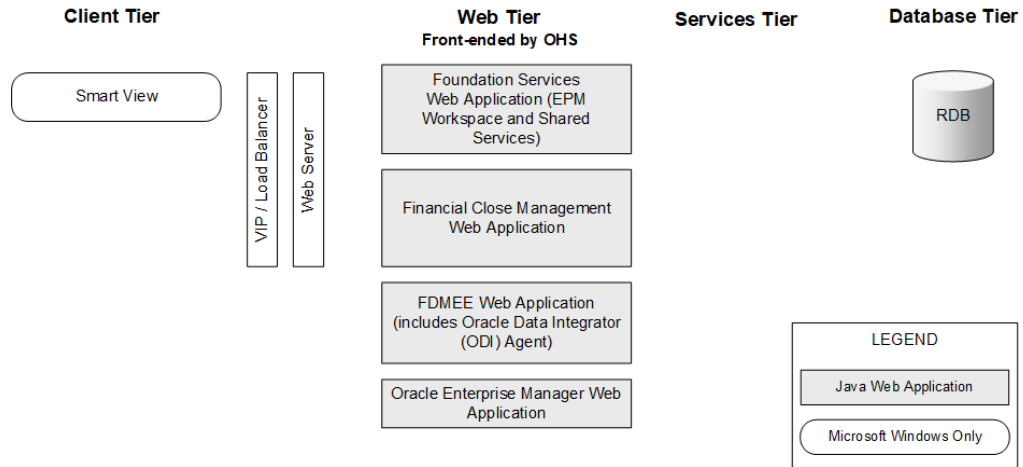 Client Tier
Web Tier
Front-ended by OHS
Services Tier
Database Tier
Smart View
VIP / Load Balancer
Web Server
Foundation Services
Web Application (EPM
Workspace and Shared
Services)
Financial Close Management
Web Application
FDMEE Web Application
(includes Oracle Data Integrator
(ODI) Agent)
Oracle Enterprise Manager Web
Application
RDB
LEGEND
Java Web Application
Microsoft Windows Only